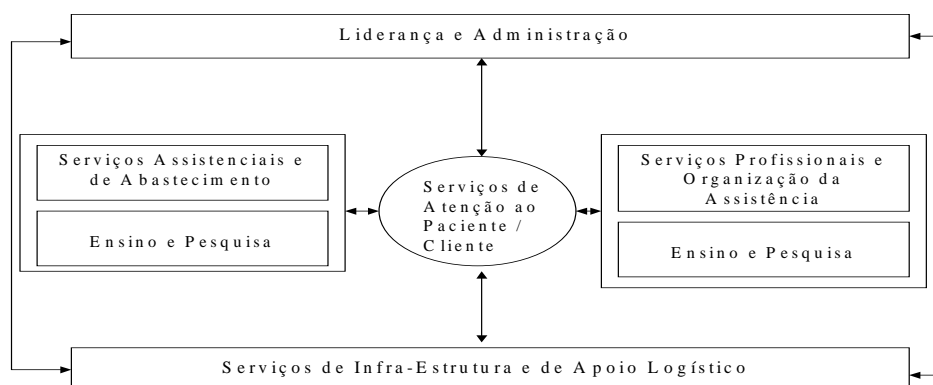 Liderança e Administração
Serviços Assistenciais e
de Abastecimento
Ensino e Pesquisa
Serviços de
Atenção ao
Paciente /
Cliente
Serviços Profissionais e
Organização da
Assistência
Ensino e Pesquisa
Serviços de Infra-Estrutura e de Apoio Logístico